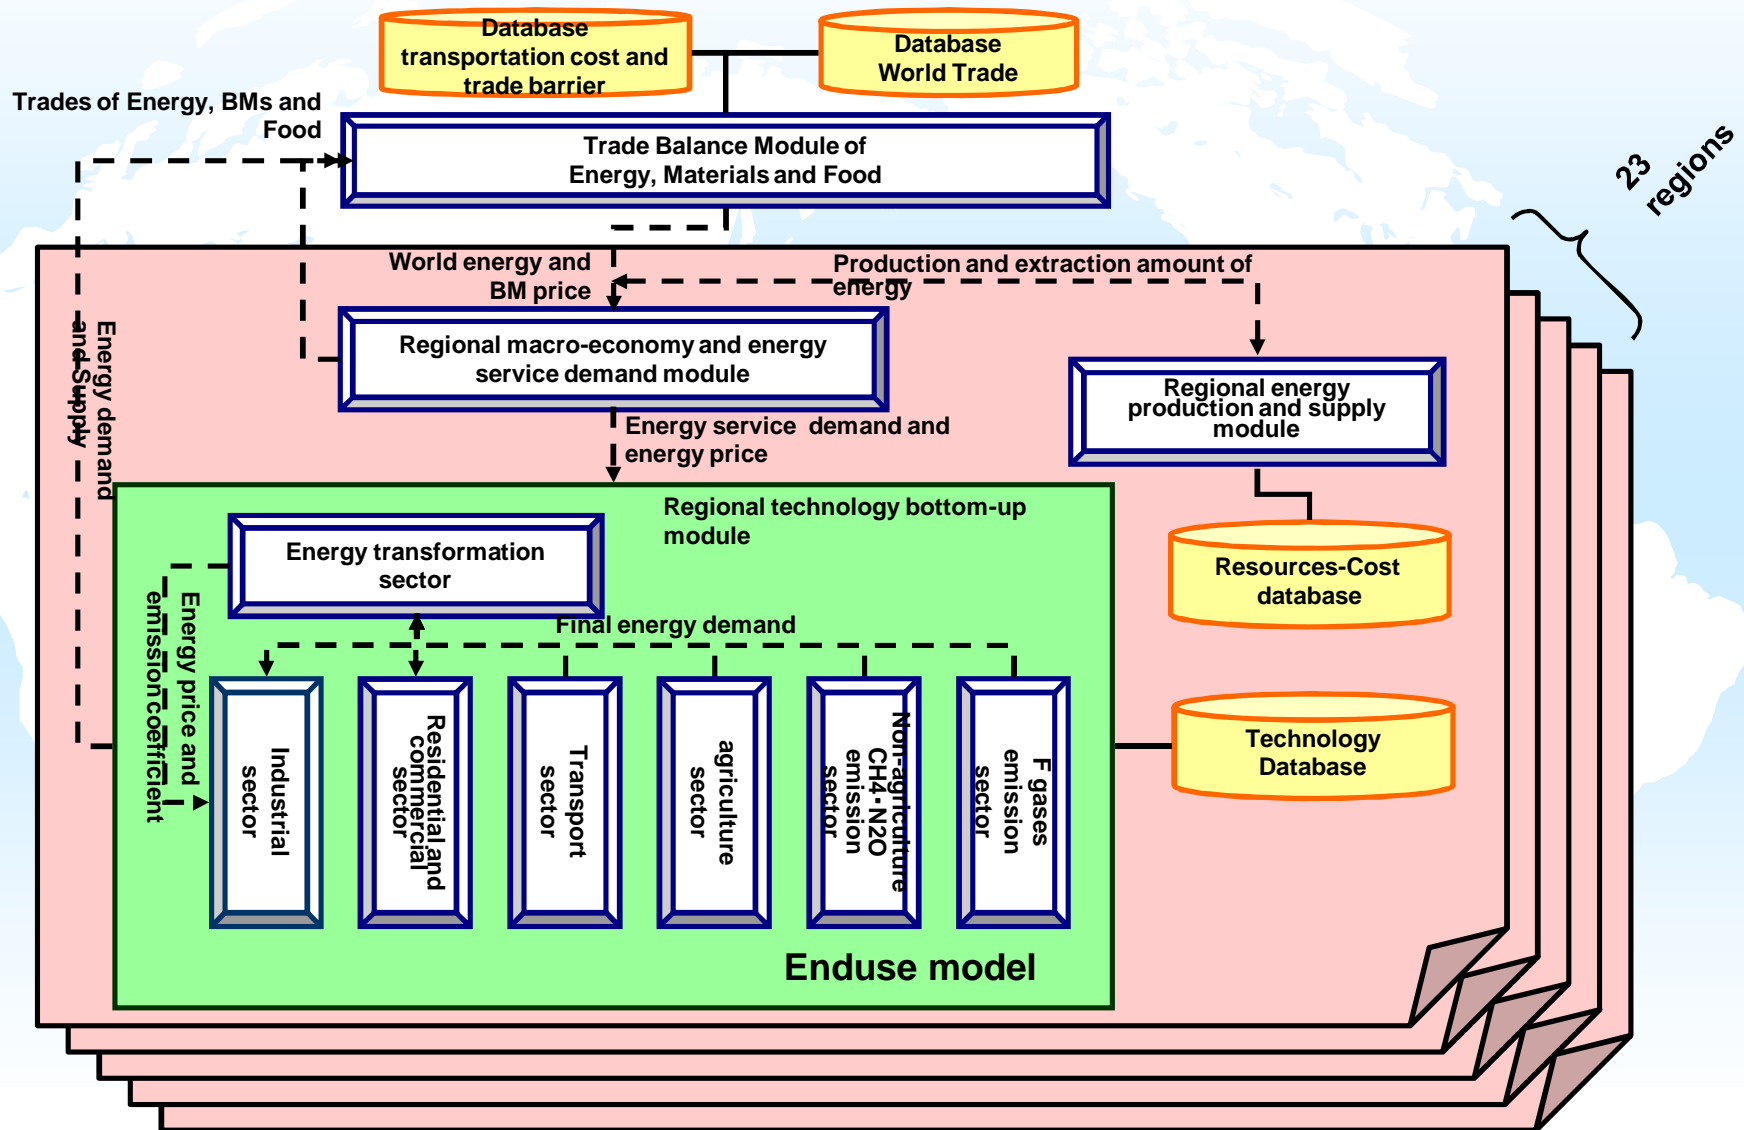 Database
transportation cost and
trade barrier
Database
World Trade
Trades of Energy, BMs and
Food
Trade Balance Module of
Energy, Materials and Food
23
regions
World energy and
BM price
Production and extraction amount of
energy
Energy demand
and Supply
Regional macro-economy and energy
service demand module
Regional energy
production and supply
module
Energy service demand and
energy price
Regional technology bottom-up
module
Energy transformation
sector
Resources-Cost
database
Energy price and
emission coefficient
Final energy demand
Industrial
sector
Residential and
commercial
sector
Transport
sector
agriculture
sector
Non-agriculture
CH4・N2O
emission
sector
F gases
emission
sector
Technology
Database
Enduse model